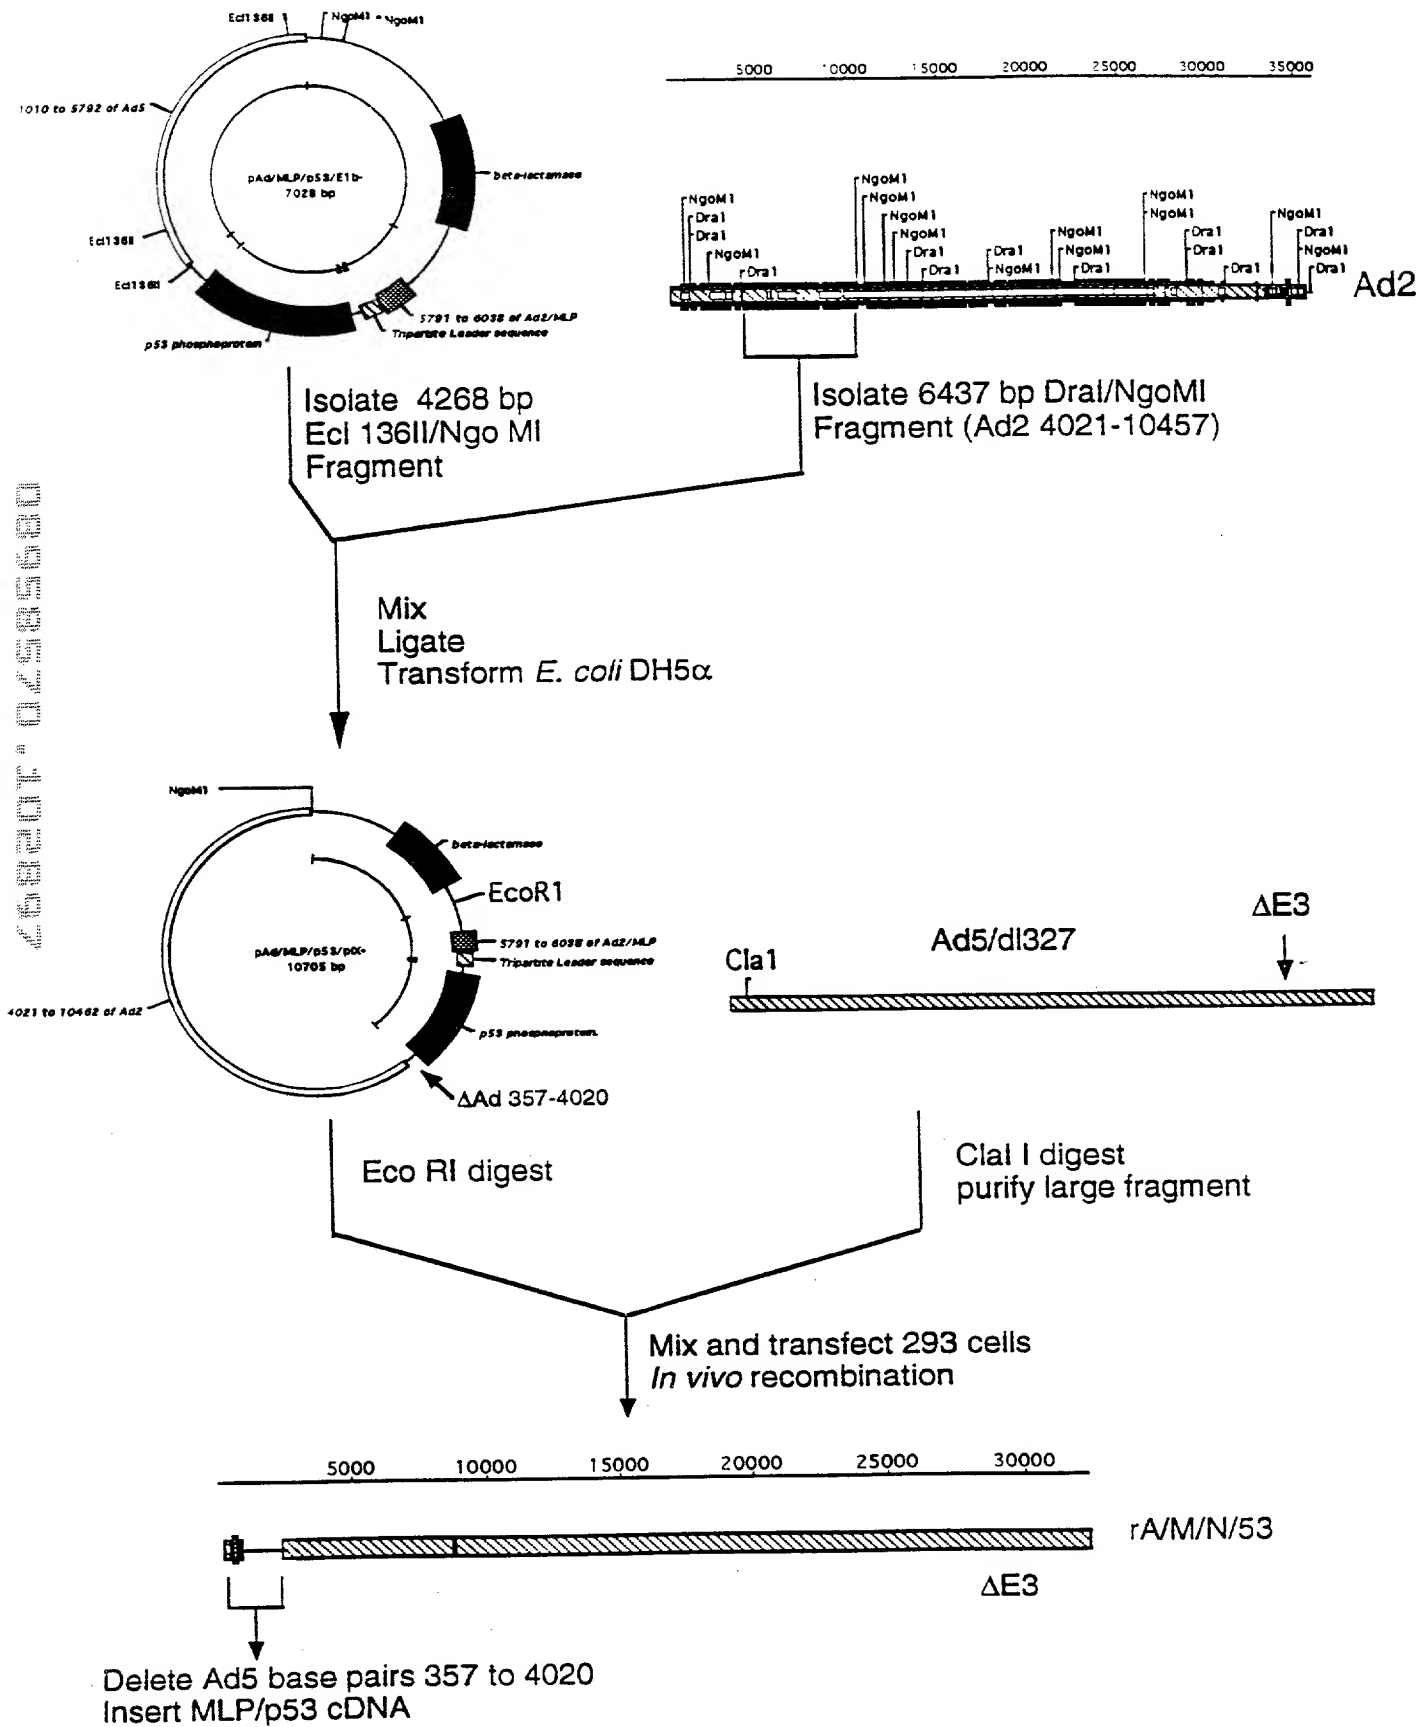 Ecl136II
NgoM1 - NgoM1
1010 to 5792 of Ad5
pAd/MLP/p53/E1b-
7028 bp
beta-lactamase
Ecl136II
Ecl136II
p53 phosphoprotein
5791 to 6038 of Ad2/MLP
Tripartite Leader sequence
5000 10000 15000 20000 25000 30000 35000
NgoM1
Dra1
Dra1
NgoM1
Dra1
NgoM1
NgoM1
NgoM1
NgoM1
Dra1
Dra1
Dra1
NgoM1
NgoM1
NgoM1
Dra1
NgoM1
NgoM1
Dra1
Dra1
Dra1
NgoM1
Dra1
NgoM1
Dra1
Ad2
Isolate 4268 bp
Ecl 136II/Ngo MI
Fragment
Isolate 6437 bp DraI/NgoMI
Fragment (Ad2 4021-10457)
Mix
Ligate
Transform E. coli DH5α
NgoM1
beta-lactamase
EcoR1
5791 to 6038 of Ad2/MLP
Tripartite Leader sequence
pAd/MLP/p53/pIX-
10705 bp
4021 to 10462 of Ad2
p53 phosphoprotein
ΔAd 357-4020
Cla1
Ad5/dl327
ΔE3
Eco RI digest
ClaI I digest
purify large fragment
Mix and transfect 293 cells
In vivo recombination
5000 10000 15000 20000 25000 30000
rA/M/N/53
ΔE3
Delete Ad5 base pairs 357 to 4020
Insert MLP/p53 cDNA